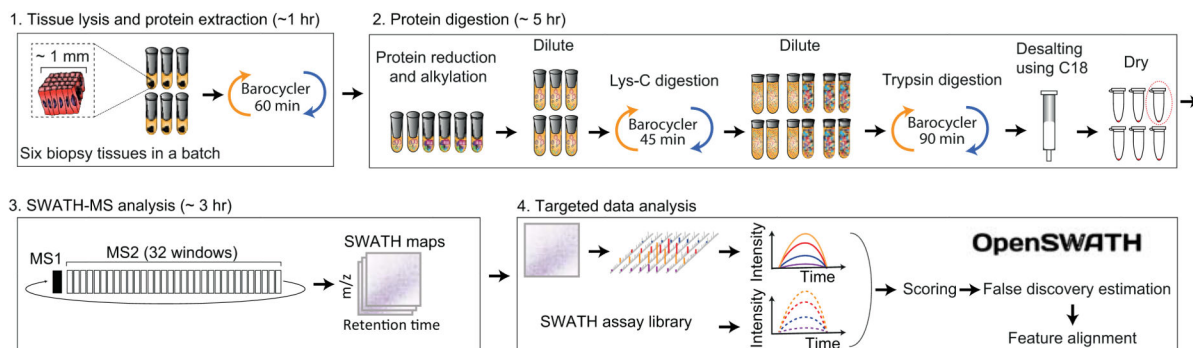 1. Tissue lysis and protein extraction (~1 hr)
~ 1 mm
Barocycler
60 min
Six biopsy tissues in a batch
2. Protein digestion (~ 5 hr)
Protein reduction
and alkylation
Dilute
Lys-C digestion
Barocycler
45 min
Dilute
Trypsin digestion
Barocycler
90 min
Desalting
using C18
Dry
3. SWATH-MS analysis (~ 3 hr)
MS1
MS2 (32 windows)
SWATH maps
m/z
Retention time
4. Targeted data analysis
Intensity
Time
SWATH assay library
Intensity
Time
OpenSWATH
Scoring
False discovery estimation
Feature alignment